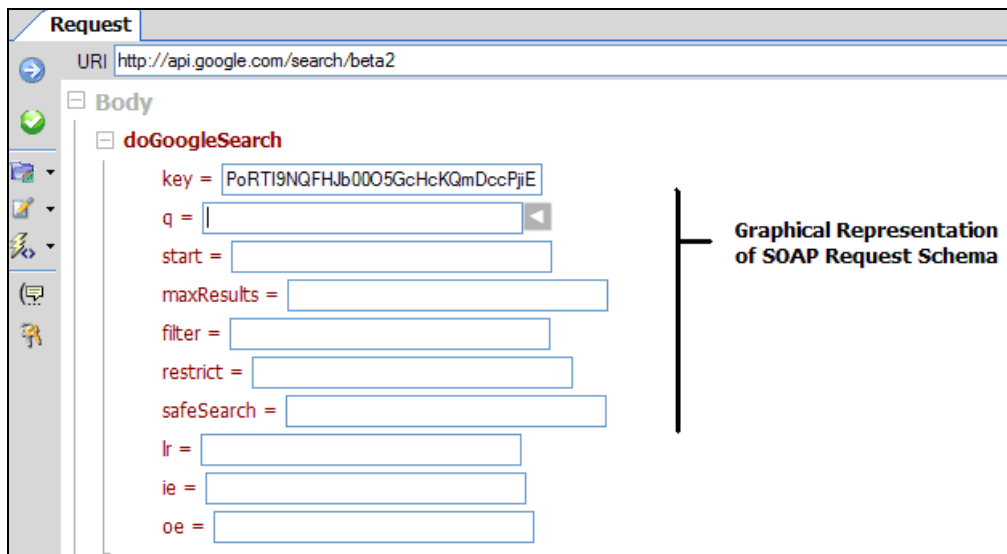 Request
URI http://api.google.com/search/beta2
Body
doGoogleSearch
key = PoRTI9NQFHJb00O5GcHcKQmDccPjiE
q =
start =
maxResults =
filter =
restrict =
safeSearch =
lr =
ie =
oe =
Graphical Representation
of SOAP Request Schema